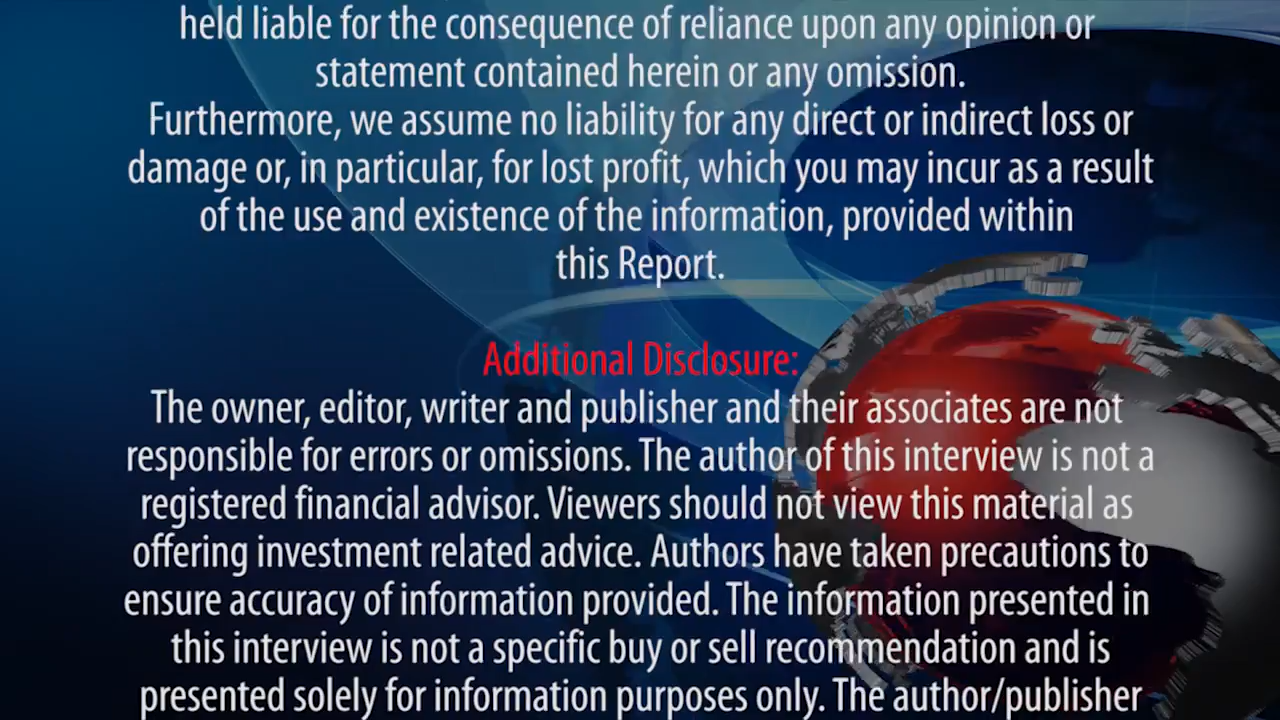 held liable for the consequence of reliance upon any opinion or
statement contained herein or any omission.
Furthermore, we assume no liability for any direct or indirect loss or
damage or, in particular, for lost profit, which you may incur as a result
of the use and existence of the information, provided within
this Report.
Additional Disclosure:
The owner, editor, writer and publisher and their associates are not
responsible for errors or omissions. The author of this interview is not a
registered financial advisor. Viewers should not view this material as
offering investment related advice. Authors have taken precautions to
ensure accuracy of information provided. The information presented in
this interview is not a specific buy or sell recommendation and is
presented solely for information purposes only. The author/publisher